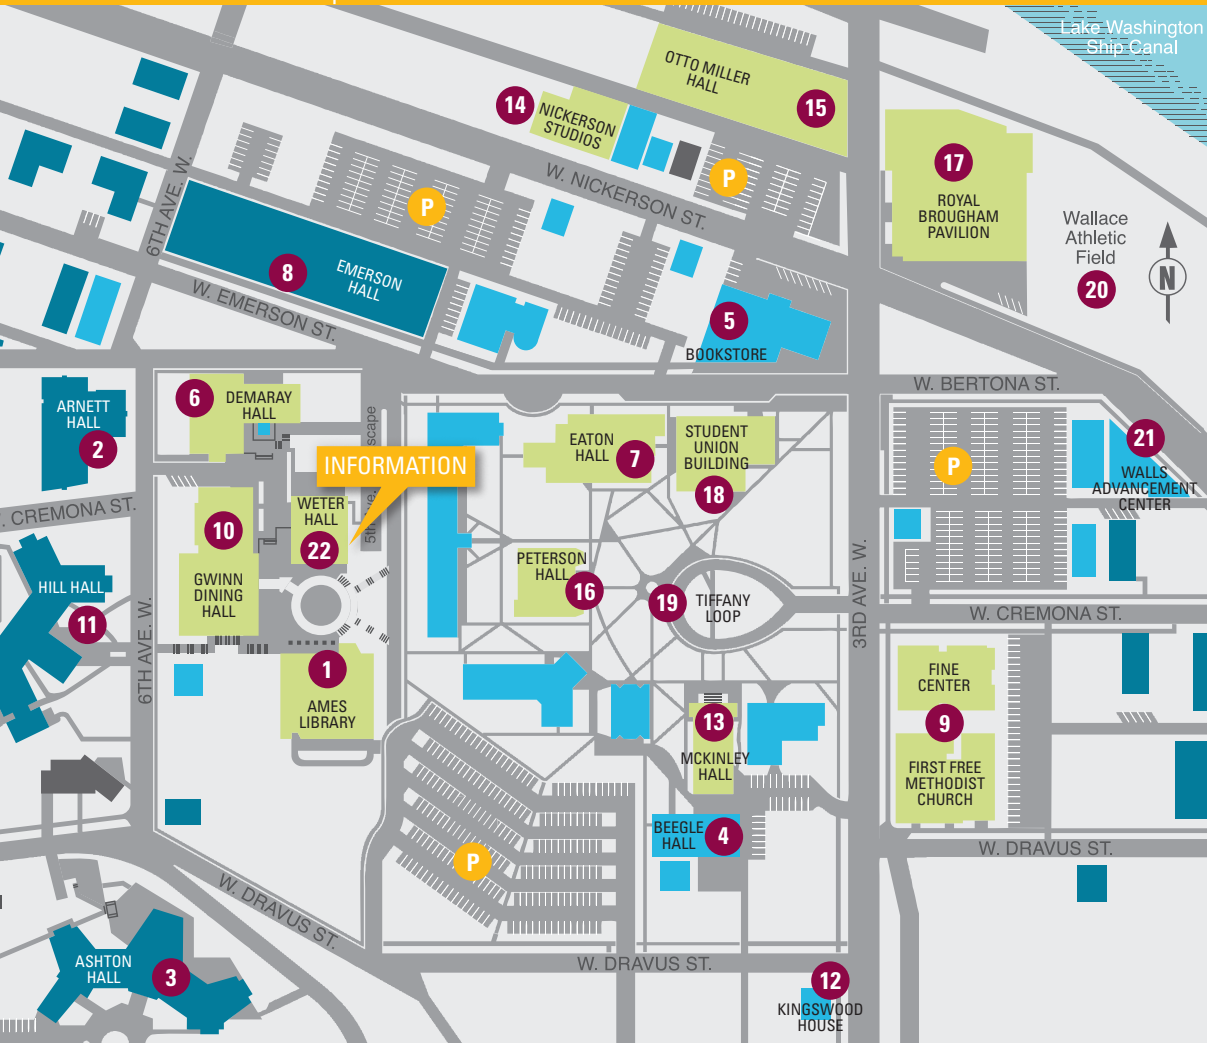 Lake Washington
Ship Canal
OTTO MILLER
HALL
15
14
NICKERSON
STUDIOS
P
17
ROYAL
BROUGHAM
PAVILION
Wallace
Athletic
Field
20
N
6TH AVE. W.
P
W. NICKERSON ST.
8
EMERSON
HALL
W. EMERSON ST.
5
BOOKSTORE
W. BERTONA ST.
ARNETT
HALL
2
6
DEMARAY
HALL
INFORMATION
EATON
HALL
7
STUDENT
UNION
BUILDING
18
P
21
WALLS
ADVANCEMENT
CENTER
. CREMONA ST.
10
GWINN
DINING
HALL
WETER
HALL
22
5th Ave.
scape
PETERSON
HALL
16
19
TIFFANY
LOOP
3RD AVE. W.
W. CREMONA ST.
HILL HALL
11
6TH AVE. W.
1
AMES
LIBRARY
13
MCKINLEY
HALL
FINE
CENTER
9
FIRST FREE
METHODIST
CHURCH
BEEGLE
HALL
4
P
W. DRAVUS ST.
W. DRAVUS ST.
ASHTON
HALL
3
W. DRAVUS ST.
12
KINGSWOOD
HOUSE